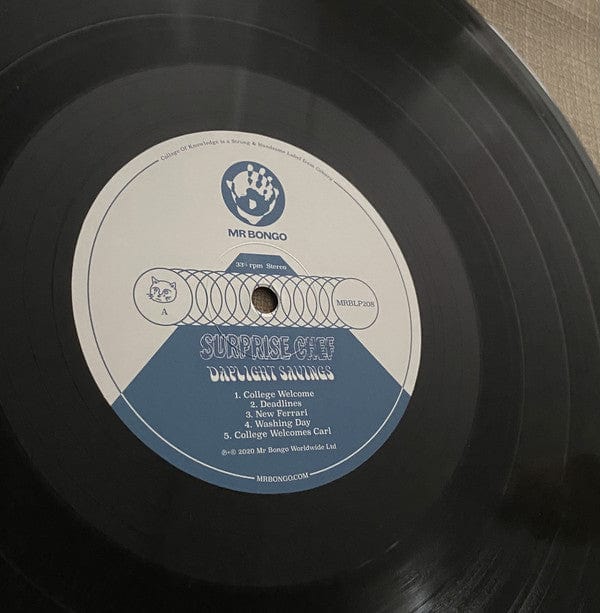 College Of Knowledge is a Strong & Handsome Label from Coburg
MR BONGO
33⅓ rpm Stereo
A
MRBLP208
SURPRISE CHEF
DAYLIGHT SAVINGS
1. College Welcome
2. Deadlines
3. New Ferrari
4. Washing Day
5. College Welcomes Carl
℗+© 2020 Mr Bongo Worldwide Ltd
MRBONGO.COM